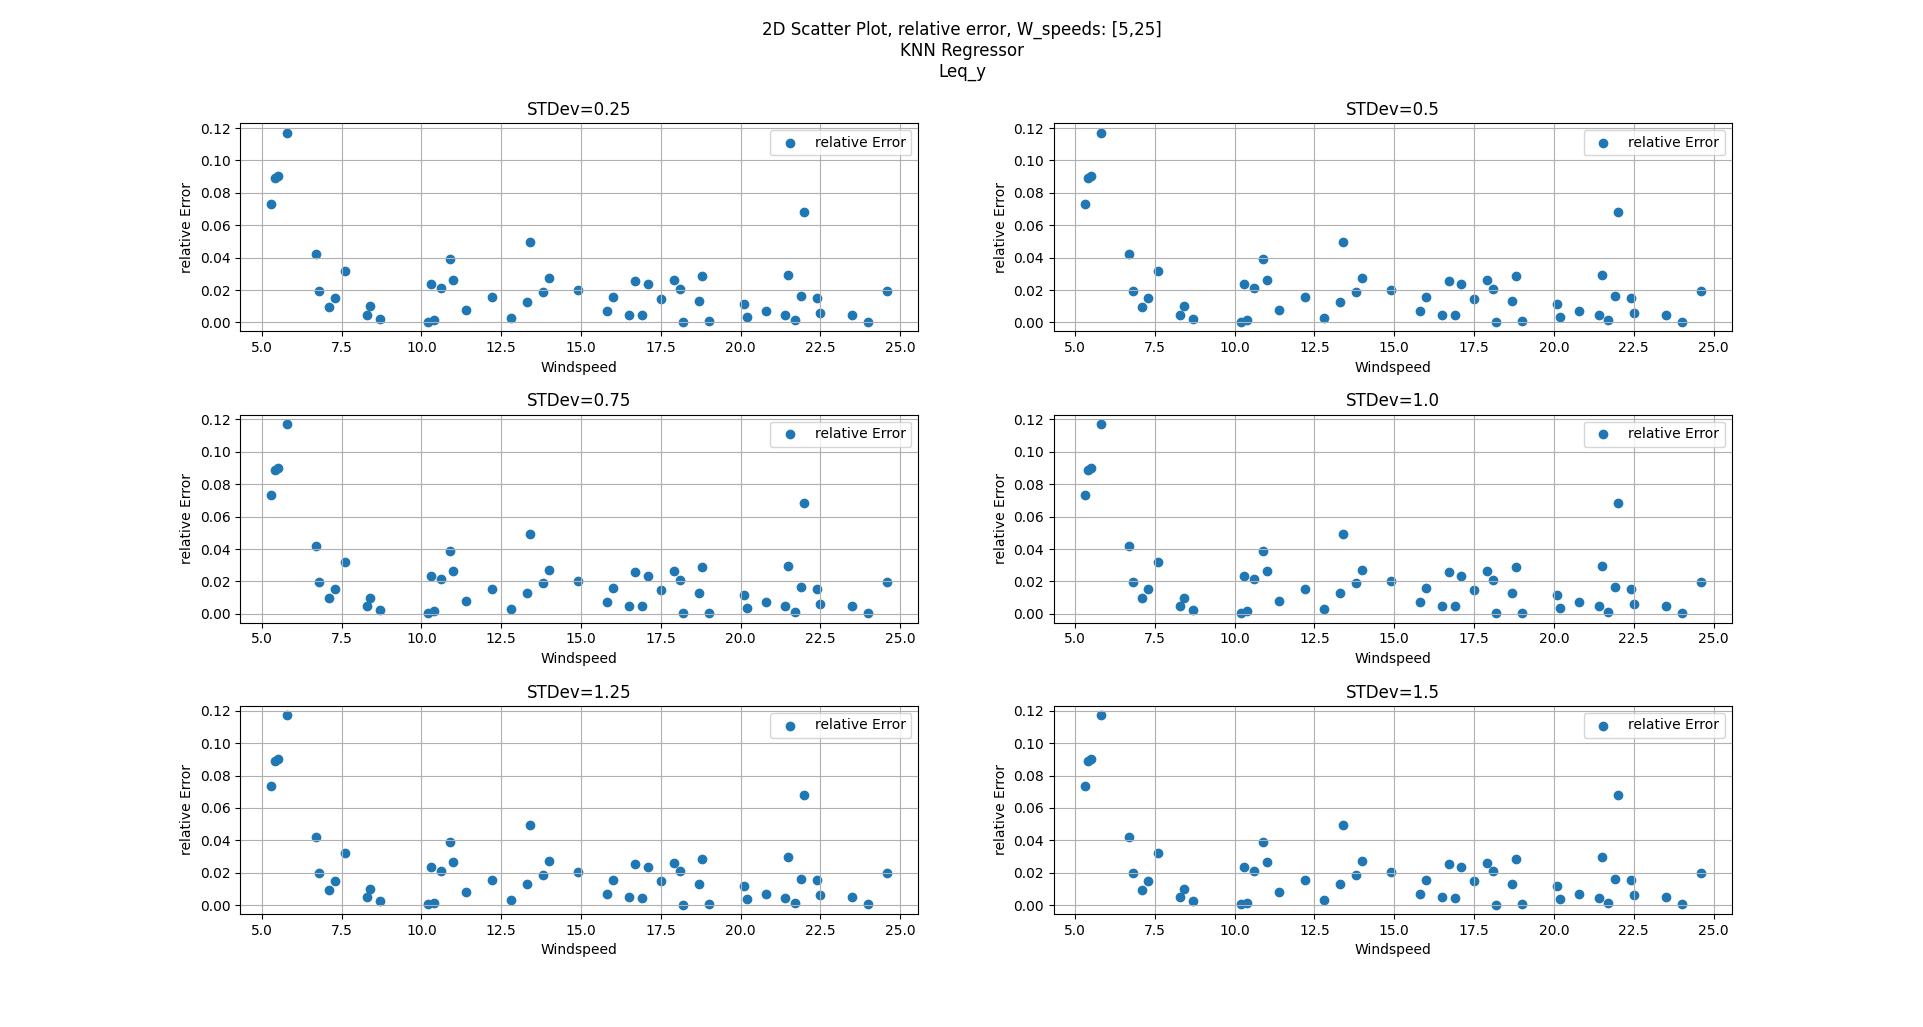 2D Scatter Plot, relative error, W_speeds: [5,25]
KNN Regressor
Leq_y
STDev=0.25
relative Error
relative Error
0.12
0.10
0.08
0.06
0.04
0.02
0.00
5.0 7.5 10.0 12.5 15.0 17.5 20.0 22.5 25.0
Windspeed
STDev=0.5
relative Error
relative Error
0.12
0.10
0.08
0.06
0.04
0.02
0.00
5.0 7.5 10.0 12.5 15.0 17.5 20.0 22.5 25.0
Windspeed
STDev=0.75
relative Error
relative Error
0.12
0.10
0.08
0.06
0.04
0.02
0.00
5.0 7.5 10.0 12.5 15.0 17.5 20.0 22.5 25.0
Windspeed
STDev=1.0
relative Error
relative Error
0.12
0.10
0.08
0.06
0.04
0.02
0.00
5.0 7.5 10.0 12.5 15.0 17.5 20.0 22.5 25.0
Windspeed
STDev=1.25
relative Error
relative Error
0.12
0.10
0.08
0.06
0.04
0.02
0.00
5.0 7.5 10.0 12.5 15.0 17.5 20.0 22.5 25.0
Windspeed
STDev=1.5
relative Error
relative Error
0.12
0.10
0.08
0.06
0.04
0.02
0.00
5.0 7.5 10.0 12.5 15.0 17.5 20.0 22.5 25.0
Windspeed